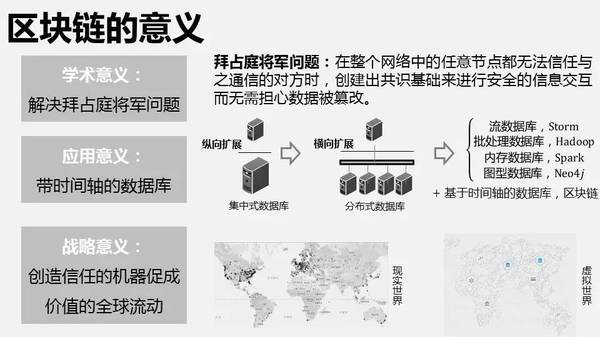 区块链的意义
学术意义：
解决拜占庭将军问题
拜占庭将军问题：在整个网络中的任意节点都无法信任与
之通信的对方时，创建出共识基础来进行安全的信息交互
而无需担心数据被篡改。
应用意义：
带时间轴的数据库
纵向扩展
集中式数据库
横向扩展
分布式数据库
流数据库，Storm
批处理数据库，Hadoop
内存数据库，Spark
图型数据库，Neo4j
+ 基于时间轴的数据库，区块链
战略意义：
创造信任的机器促成
价值的全球流动
现实世界
虚拟世界